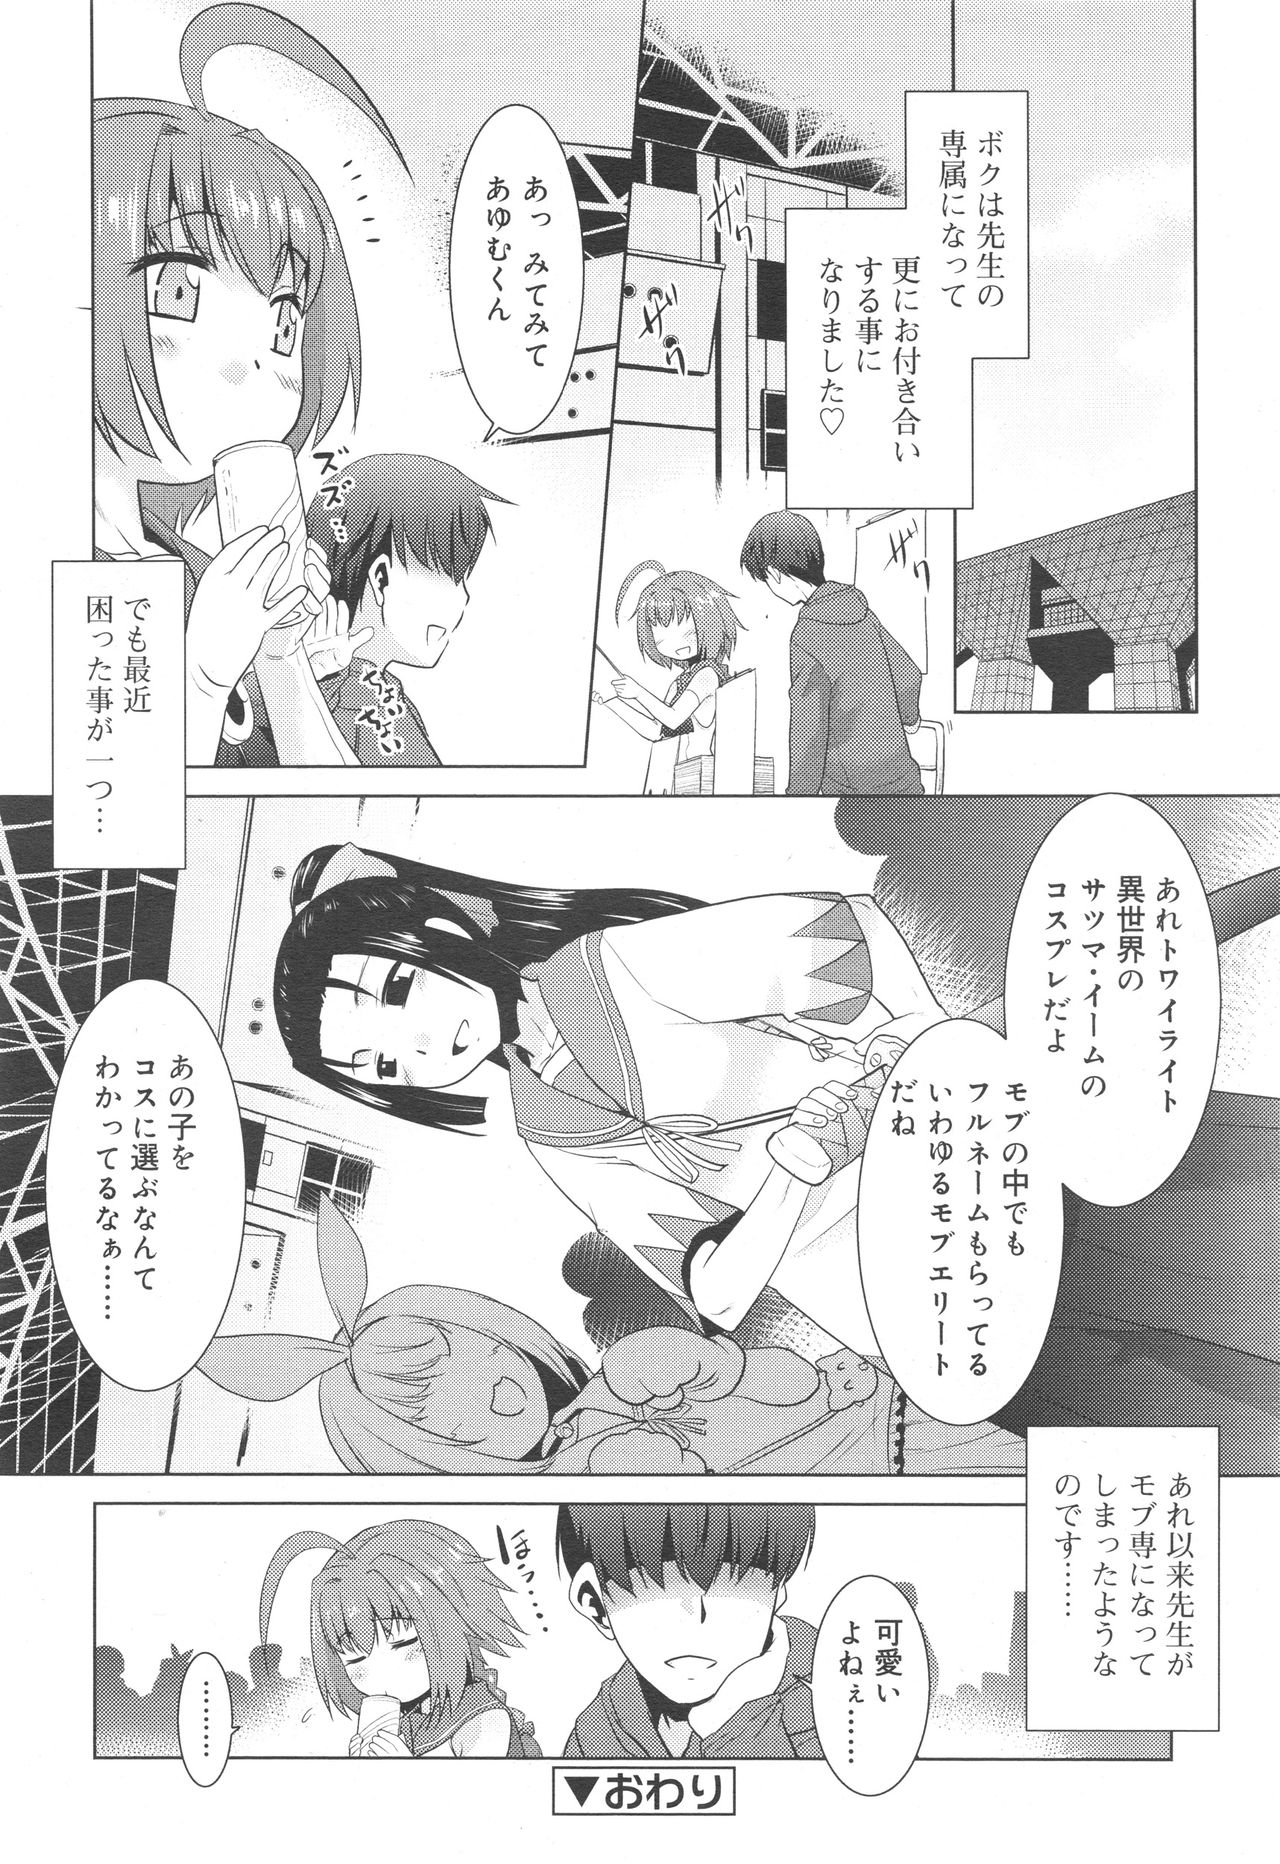 ボクは先生の
専属になって
更にお付き合い
する事に
なりました♡
あっ みてみて
あゆむくん
ズズ…
ちょい
ちょい
でも最近
困った事が一つ…
あれトワイライト
異世界の
サツマ・イームの
コスプレだよ
モブの中でも
フルネームもらってる
いわゆるモブエリート
だね
あの子を
コスに選ぶなんて
わかってるなぁ……
あれ以来先生が
モブ専になって
しまったような
のです……
可愛い
よねぇ……
ほぅ…
………
▼おわり